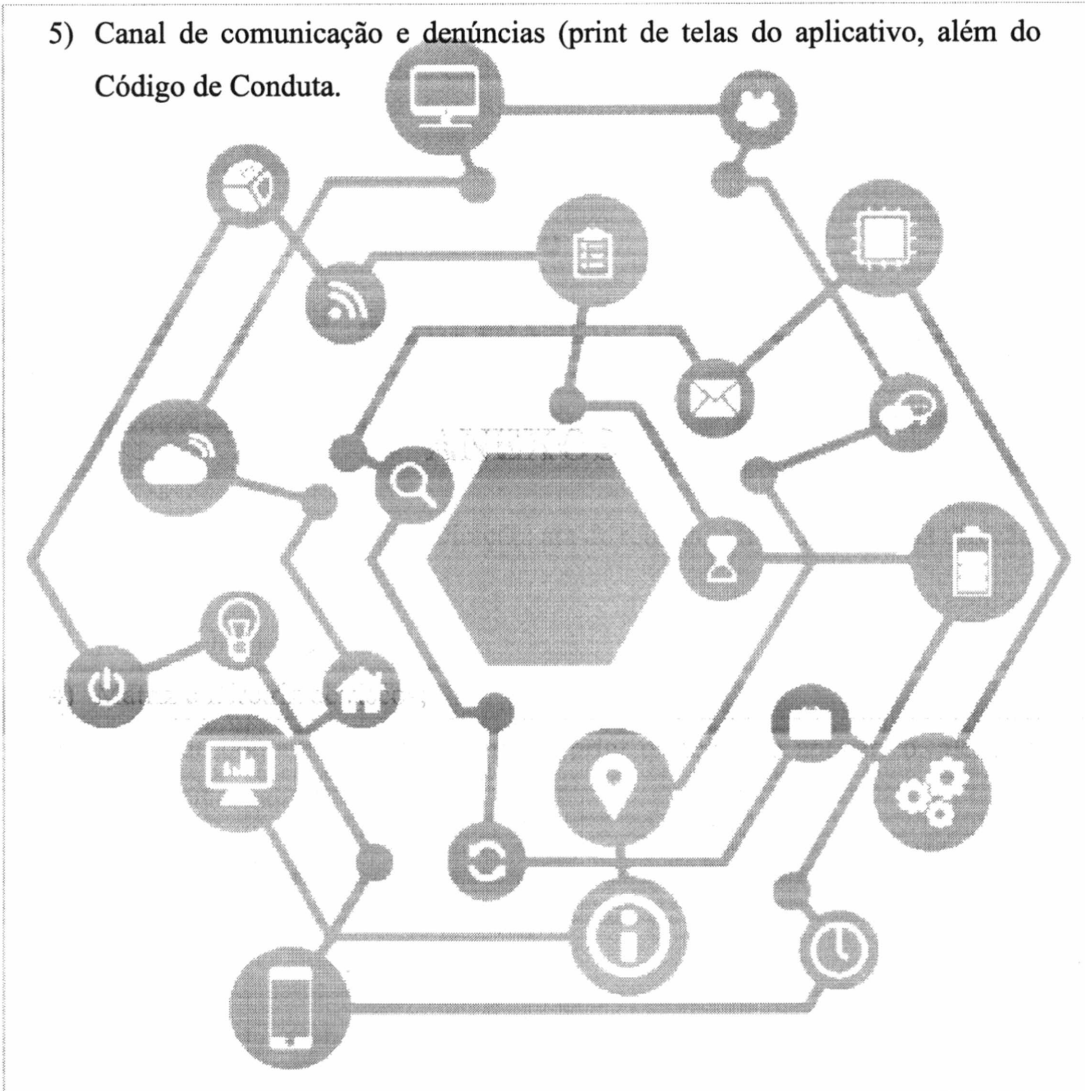 5) Canal de comunicação e denúncias (print de telas do aplicativo, além do
Código de Conduta.